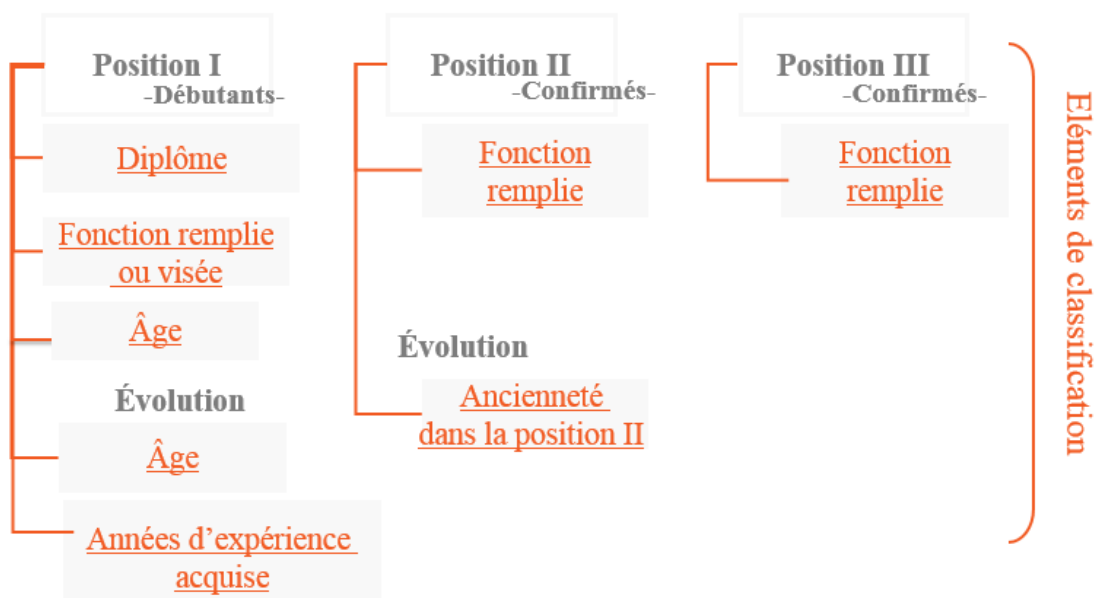 Position I
-Débutants-
Diplôme
Fonction remplie
ou visée
Âge
Évolution
Âge
Années d’expérience
acquise
Position II
-Confirmés-
Fonction
remplie
Évolution
Ancienneté
dans la position II
Position III
-Confirmés-
Fonction
remplie
Eléments de classification